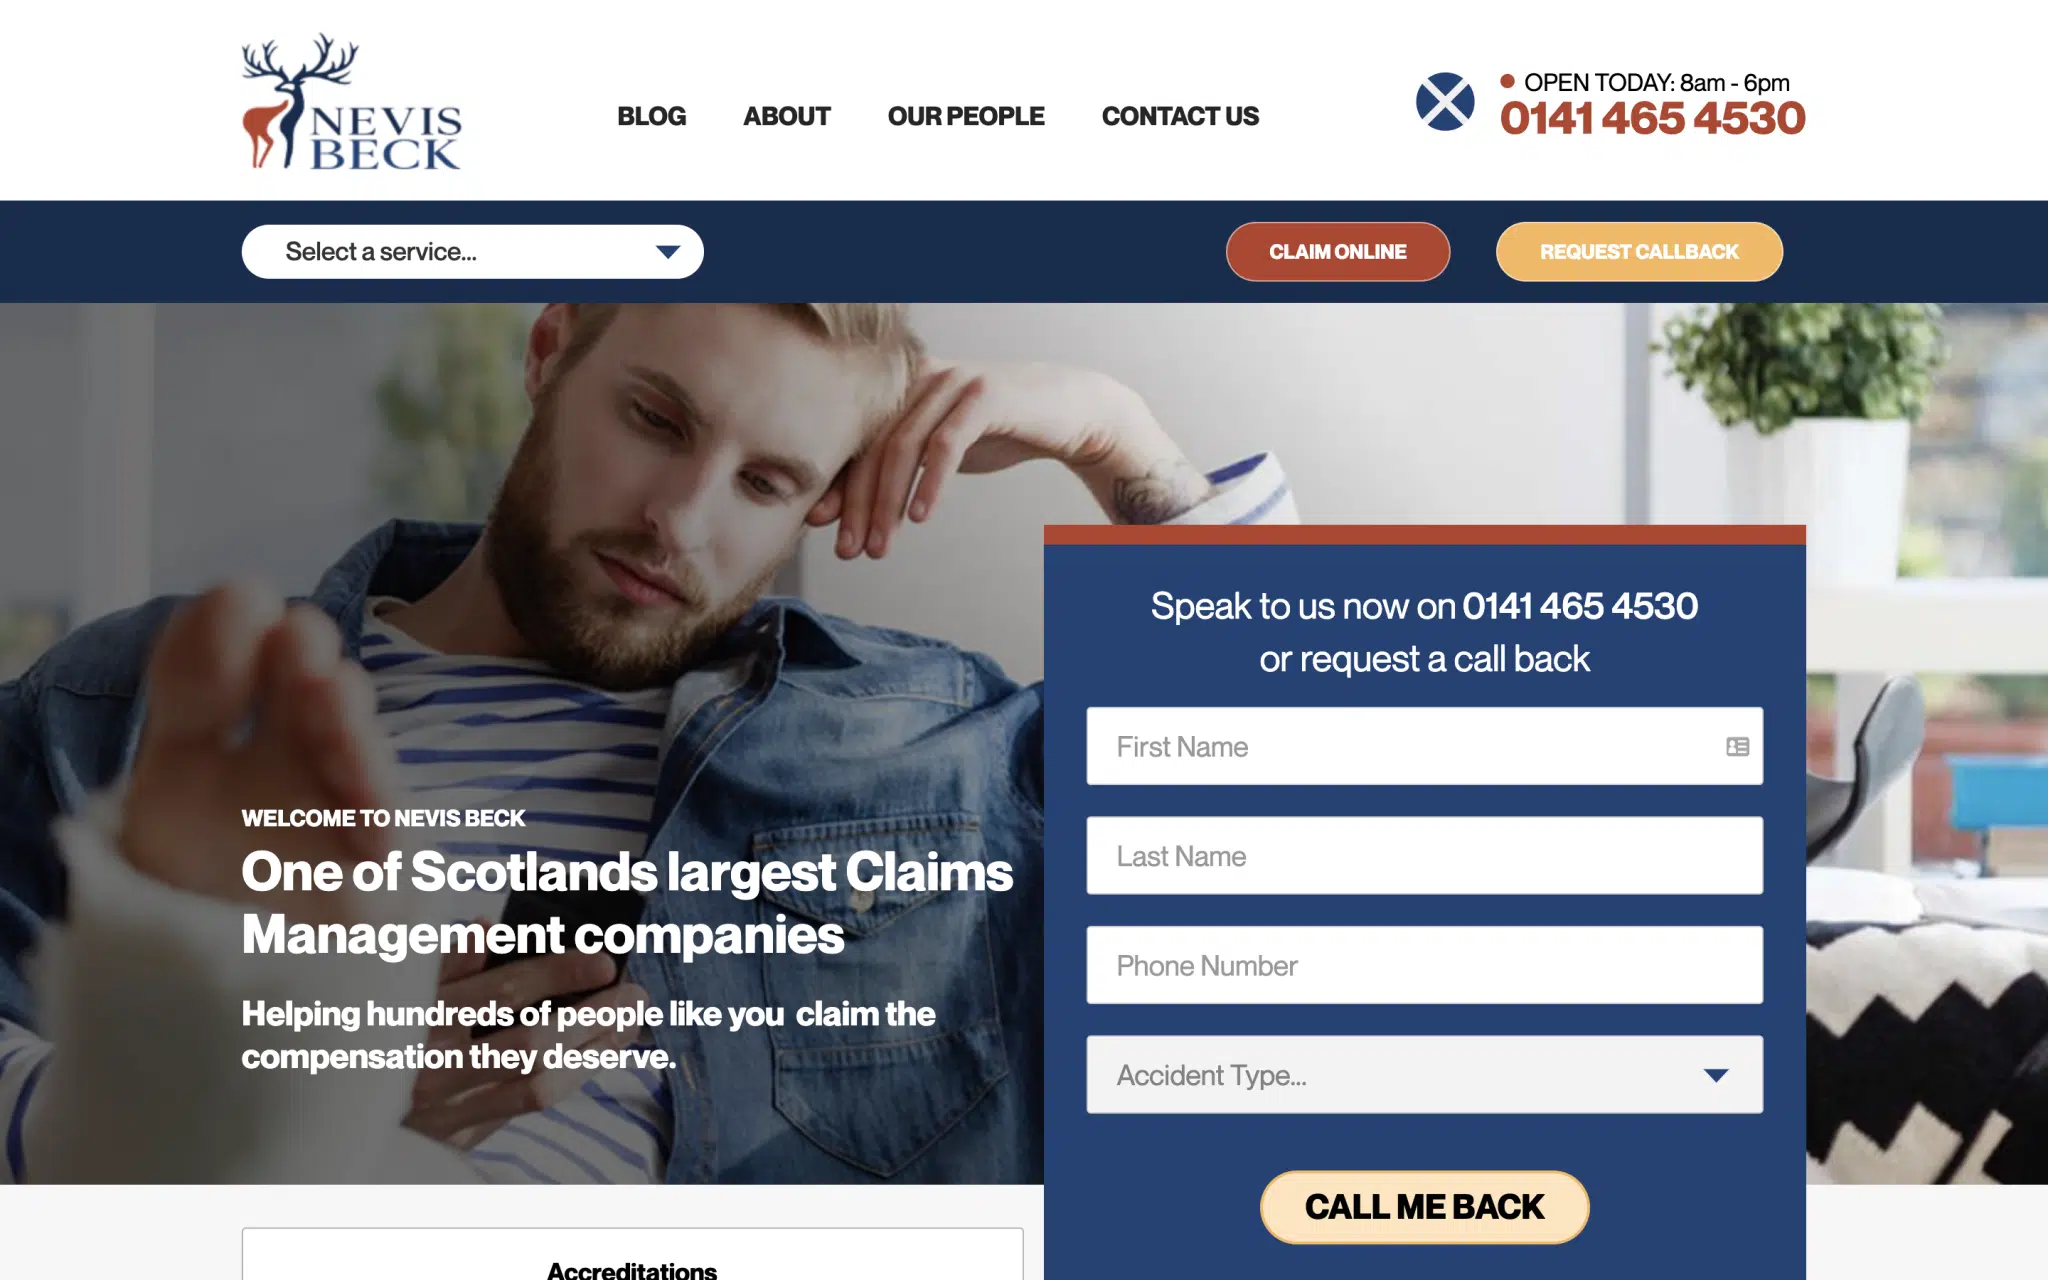 NEVIS
BECK
BLOG
ABOUT
OUR PEOPLE
CONTACT US
OPEN TODAY: 8am - 6pm
0141 465 4530
Select a service...
CLAIM ONLINE
REQUEST CALLBACK
WELCOME TO NEVIS BECK
One of Scotlands largest Claims
Management companies
Helping hundreds of people like you  claim the
compensation they deserve.
Speak to us now on 0141 465 4530
or request a call back
First Name
Last Name
Phone Number
Accident Type...
CALL ME BACK
Accreditations